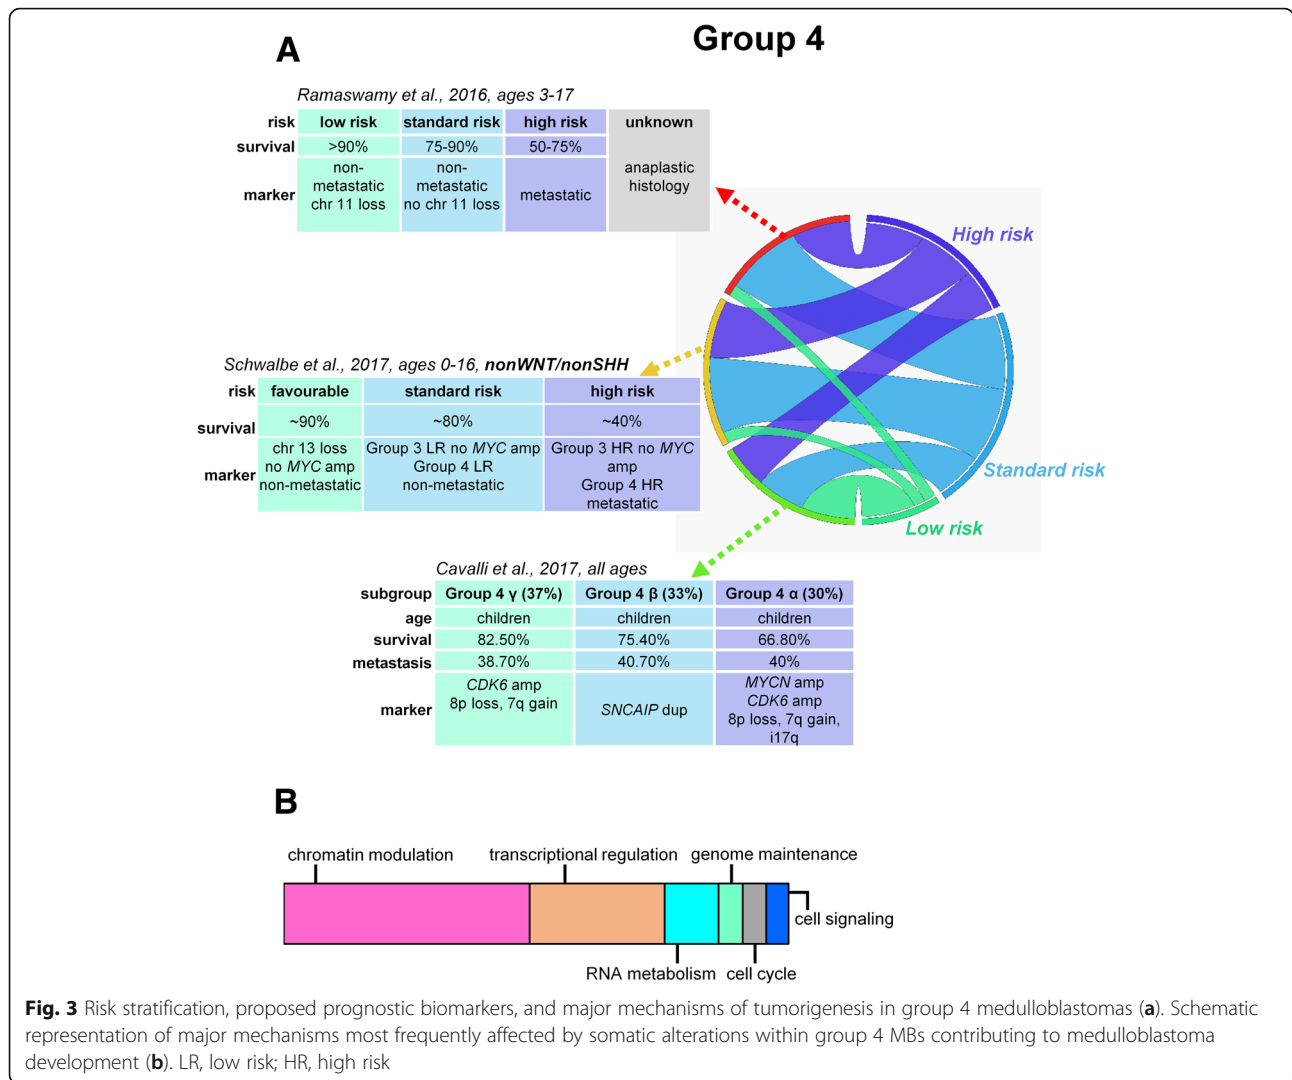 A
Group 4
Ramaswamy et al., 2016, ages 3-17
risk low risk standard risk high risk unknown
survival >90% 75-90% 50-75%
marker
non-
metastatic
chr 11 loss
non-
metastatic
no chr 11 loss
metastatic
anaplastic
histology
High risk
Standard risk
Low risk
Schwalbe et al., 2017, ages 0-16, nonWNT/nonSHH
risk favourable standard risk high risk
survival ~90% ~80% ~40%
marker
chr 13 loss
no MYC amp
non-metastatic
Group 3 LR no MYC amp
Group 4 LR
non-metastatic
Group 3 HR no MYC
amp
Group 4 HR
metastatic
Cavalli et al., 2017, all ages
subgroup Group 4 γ (37%) Group 4 β (33%) Group 4 α (30%)
age children children children
survival 82.50% 75.40% 66.80%
metastasis 38.70% 40.70% 40%
marker
CDK6 amp
8p loss, 7q gain
SNCAIP dup
MYCN amp
CDK6 amp
8p loss, 7q gain,
i17q
B
chromatin modulation transcriptional regulation genome maintenance
cell signaling
RNA metabolism cell cycle
Fig. 3 Risk stratification, proposed prognostic biomarkers, and major mechanisms of tumorigenesis in group 4 medulloblastomas (a). Schematic
representation of major mechanisms most frequently affected by somatic alterations within group 4 MBs contributing to medulloblastoma
development (b). LR, low risk; HR, high risk